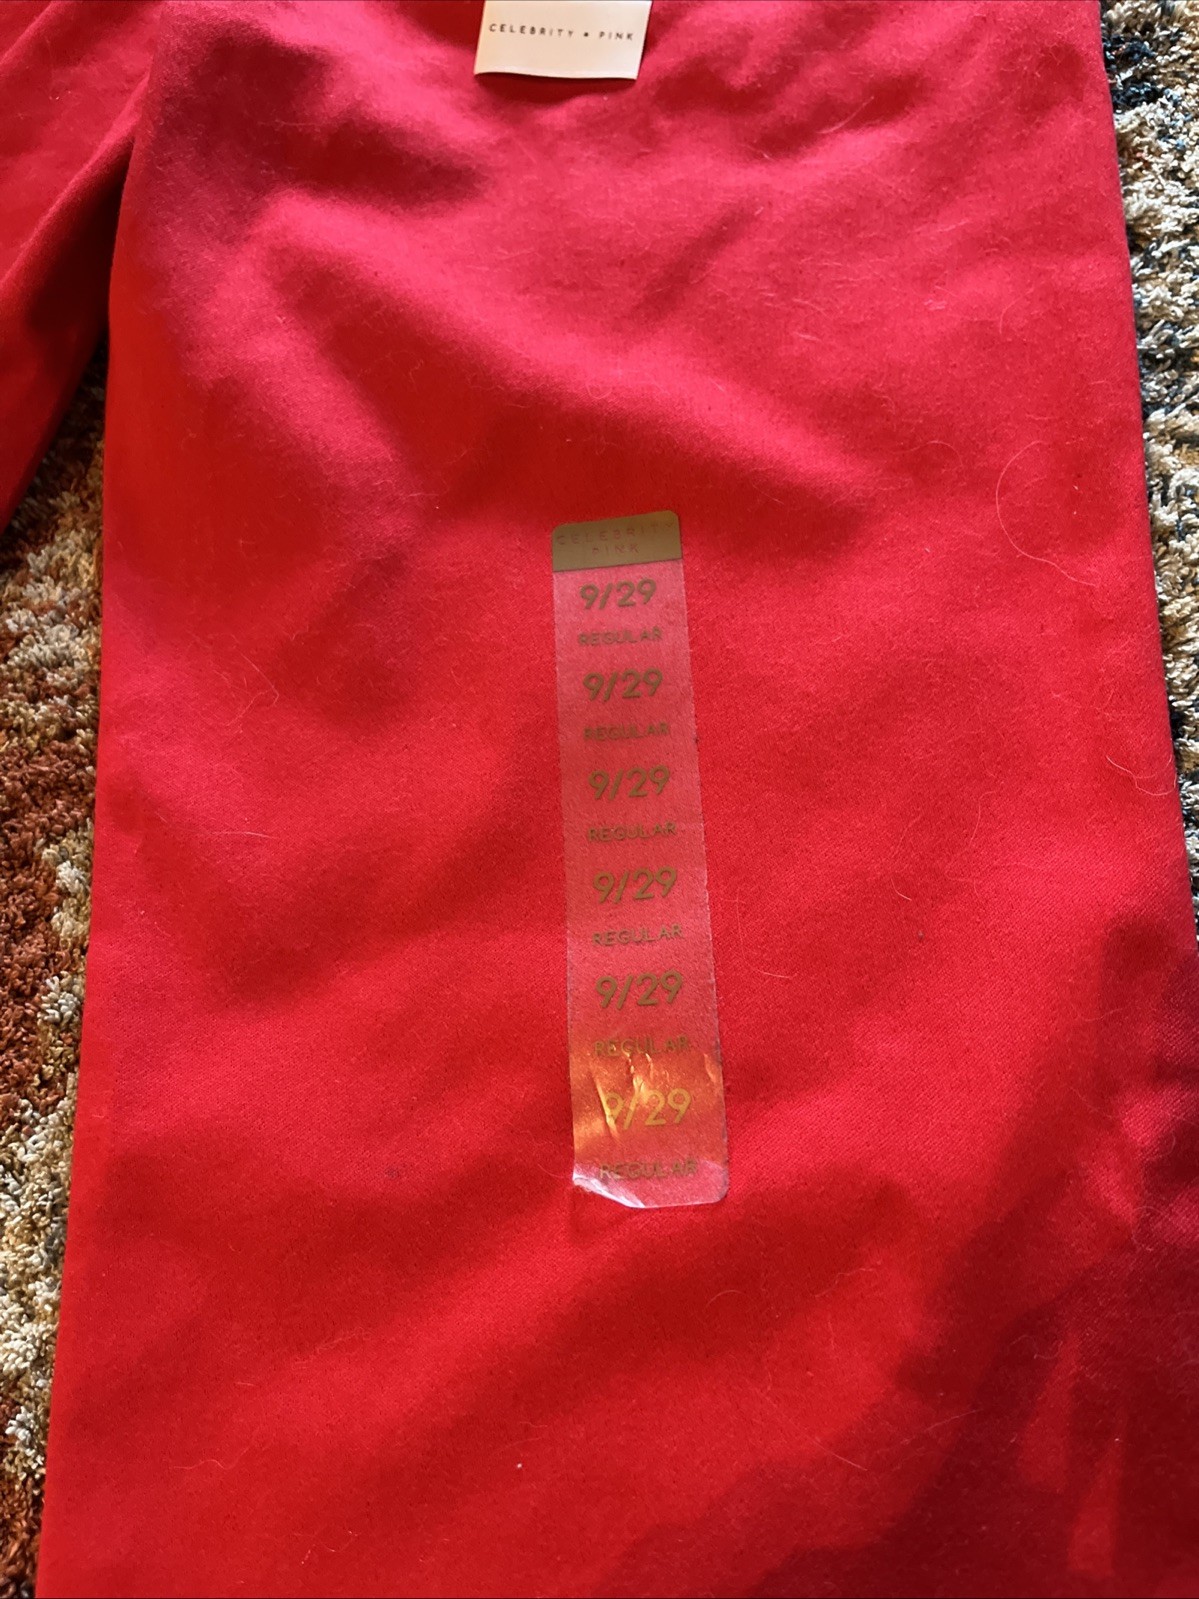 CELEBRITY • PINK
CELEBRITY
PINK
9/29
REGULAR
9/29
REGULAR
9/29
REGULAR
9/29
REGULAR
9/29
REGULAR
9/29
REGULAR